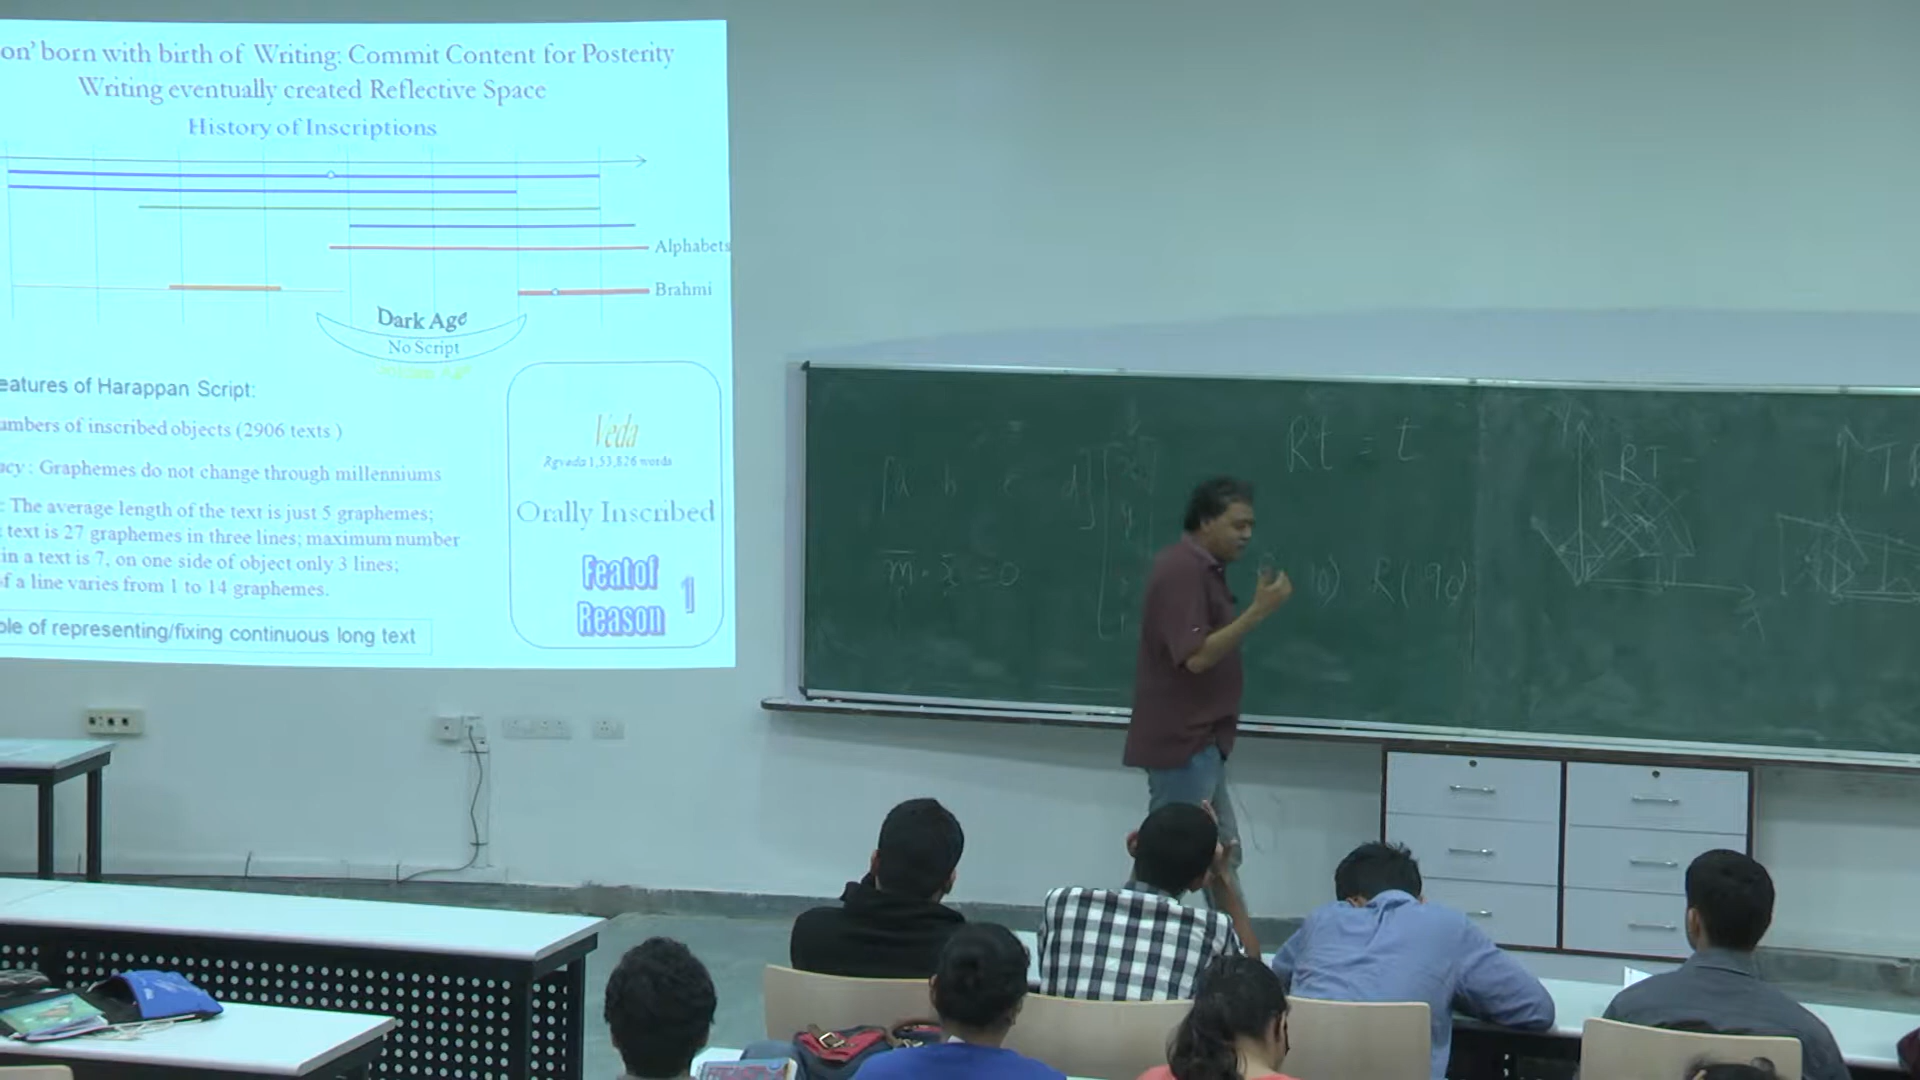 on' born with birth of Writing: Commit Content for Posterity
Writing eventually created Reflective Space
History of Inscriptions
Alphabets
Brahmi
Dark Age
No Script
eatures of Harappan Script:
umbers of inscribed objects (2906 texts )
acy : Graphemes do not change through millenniums
: The average length of the text is just 5 graphemes;
text is 27 graphemes in three lines; maximum number
in a text is 7, on one side of object only 3 lines;
f a line varies from 1 to 14 graphemes.
ble of representing/fixing continuous long text
Veda
Rgveda 1,53,826 words
Orally Inscribed
Feat of
Reason 1
Rt = t
R(190)
RT